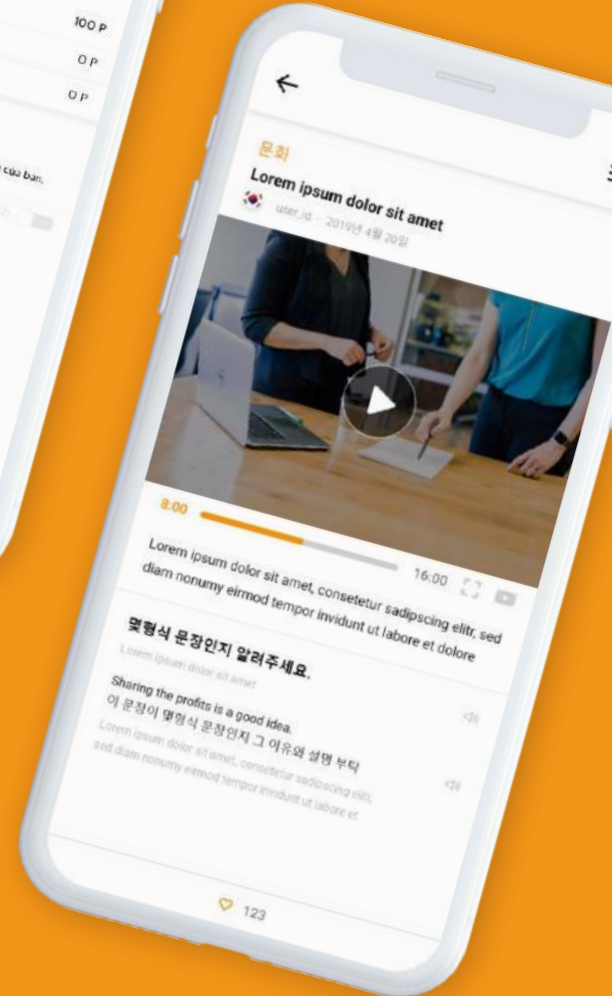 100 P
0 P
0 P
của bạn.
문화
Lorem ipsum dolor sit amet
user_id · 2019년 4월 20일
8:00
16:00
Lorem ipsum dolor sit amet, consetetur sadipscing elitr, sed
diam nonumy eirmod tempor invidunt ut labore et dolore
몇형식 문장인지 알려주세요.
Lorem ipsum dolor sit amet
Sharing the profits is a good idea.
이 문장이 몇형식 문장인지 그 이유와 설명 부탁
Lorem ipsum dolor sit amet, consetetur sadipscing elitr,
sed diam nonumy eirmod tempor invidunt ut labore et
123